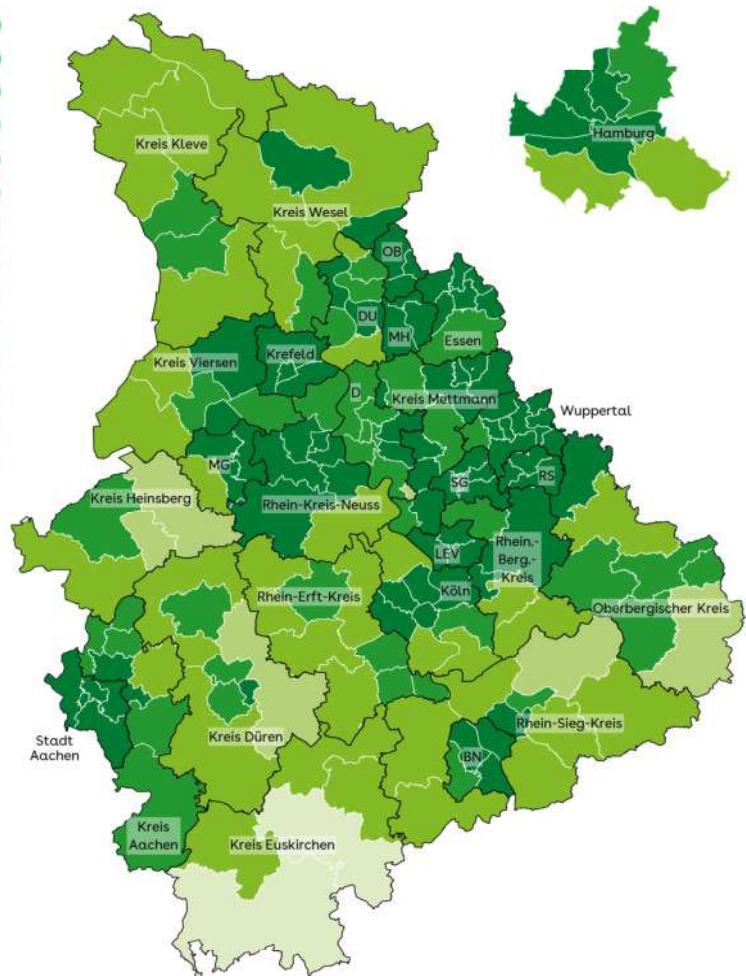 Hamburg
Kreis Kleve
Kreis Wesel
OB
DU
MH
Essen
Kreis Viersen
Krefeld
D
Kreis Mettmann
Wuppertal
MG
SG
RS
Kreis Heinsberg
Rhein-Kreis-Neuss
LEV
Rhein.-
Berg.-
Kreis
Rhein-Erft-Kreis
Köln
Oberbergischer Kreis
Stadt
Aachen
Kreis Düren
Rhein-Sieg-Kreis
BN
Kreis
Aachen
Kreis Euskirchen